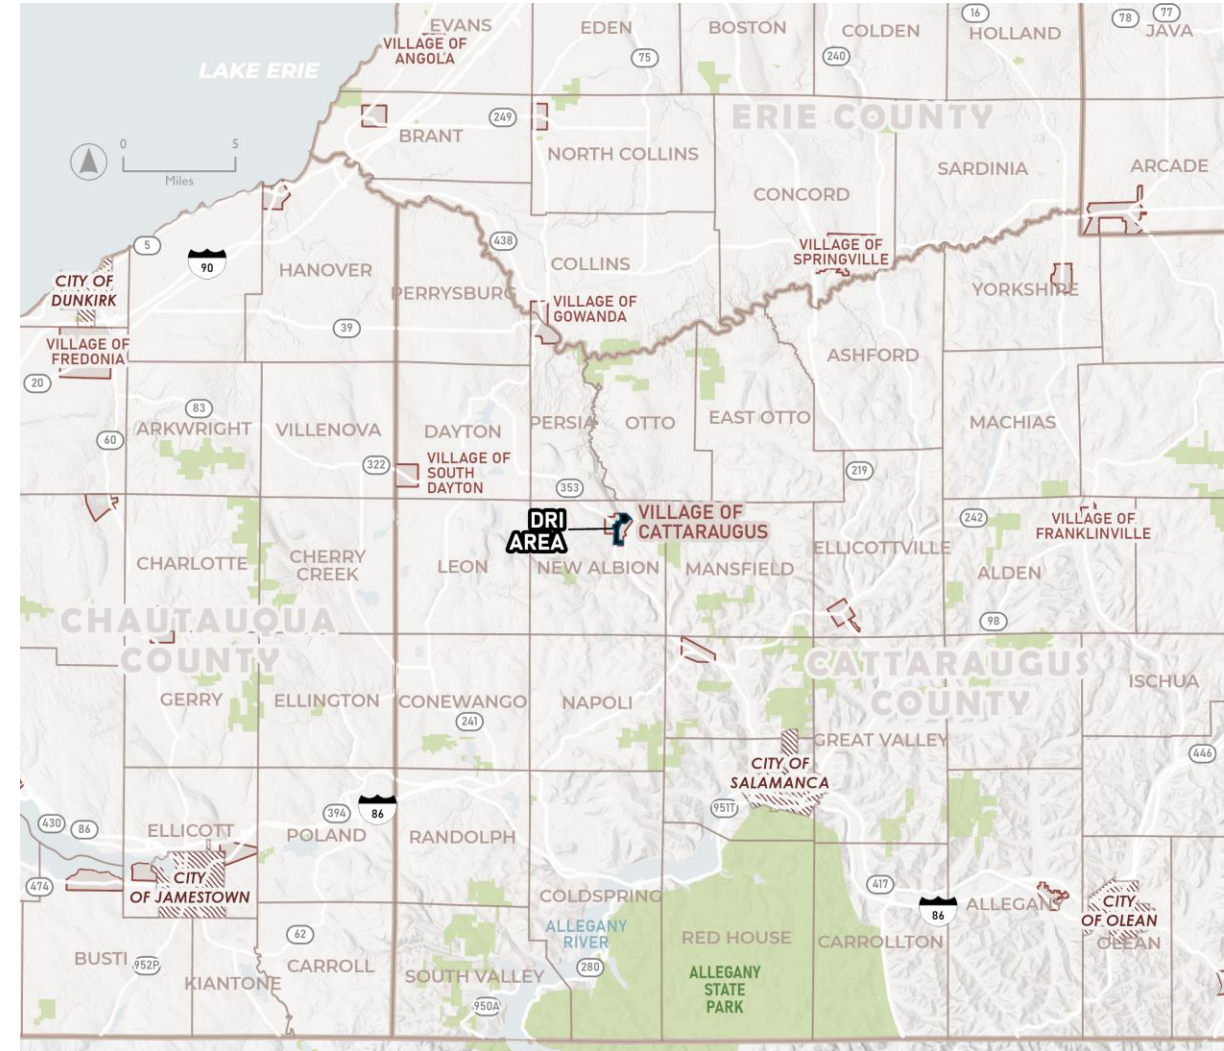 EVANS
EDEN
BOSTON
COLDEN
16
HOLLAND
78
77
JAVA
VILLAGE OF
ANGOLA
75
240
LAKE ERIE
249
BRANT
ERIE COUNTY
NORTH COLLINS
SARDINIA
ARCADE
CONCORD
0
5
Miles
5
90
438
HANOVER
COLLINS
VILLAGE OF
SPRINGVILLE
CITY OF
DUNKIRK
PERRYSBURG
VILLAGE OF
GOWANDA
YORKSHIRE
39
VILLAGE OF
FREDONIA
ASHFORD
20
83
ARKWRIGHT
VILLENOVA
DAYTON
PERSIA
OTTO
EAST OTTO
MACHIAS
60
322
VILLAGE OF
SOUTH
DAYTON
219
353
DRI
AREA
VILLAGE OF
CATTARAUGUS
242
VILLAGE OF
FRANKLINVILLE
ELLICOTTVILLE
CHARLOTTE
CHERRY
CREEK
LEON
NEW ALBION
MANSFIELD
ALDEN
98
CHAUTAUQUA
COUNTY
CATTARAUGUS
COUNTY
GERRY
ELLINGTON
CONEWANGO
NAPOLI
ISCHUA
241
GREAT VALLEY
446
CITY OF
SALAMANCA
951T
394
86
430
86
ELLICOTT
POLAND
RANDOLPH
474
CITY
OF JAMESTOWN
COLDSPRING
417
86
ALLEGANY
CITY
OF OLEAN
OLEAN
ALLEGANY
RIVER
62
RED HOUSE
CARROLLTON
BUSTI
952P
CARROLL
KIANTONE
SOUTH VALLEY
280
ALLEGANY
STATE
PARK
950A